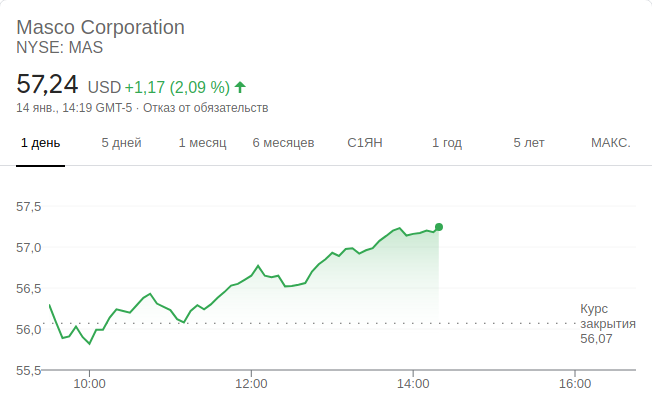 Masco Corporation
NYSE: MAS
57,24 USD +1,17 (2,09 %)
14 янв., 14:19 GMT-5 · Отказ от обязательств
1 день 5 дней 1 месяц 6 месяцев С1ЯН 1 год 5 лет МАКС.
57,5
57,0
56,5
56,0
55,5
Курс
закрытия
56,07
10:00 12:00 14:00 16:00